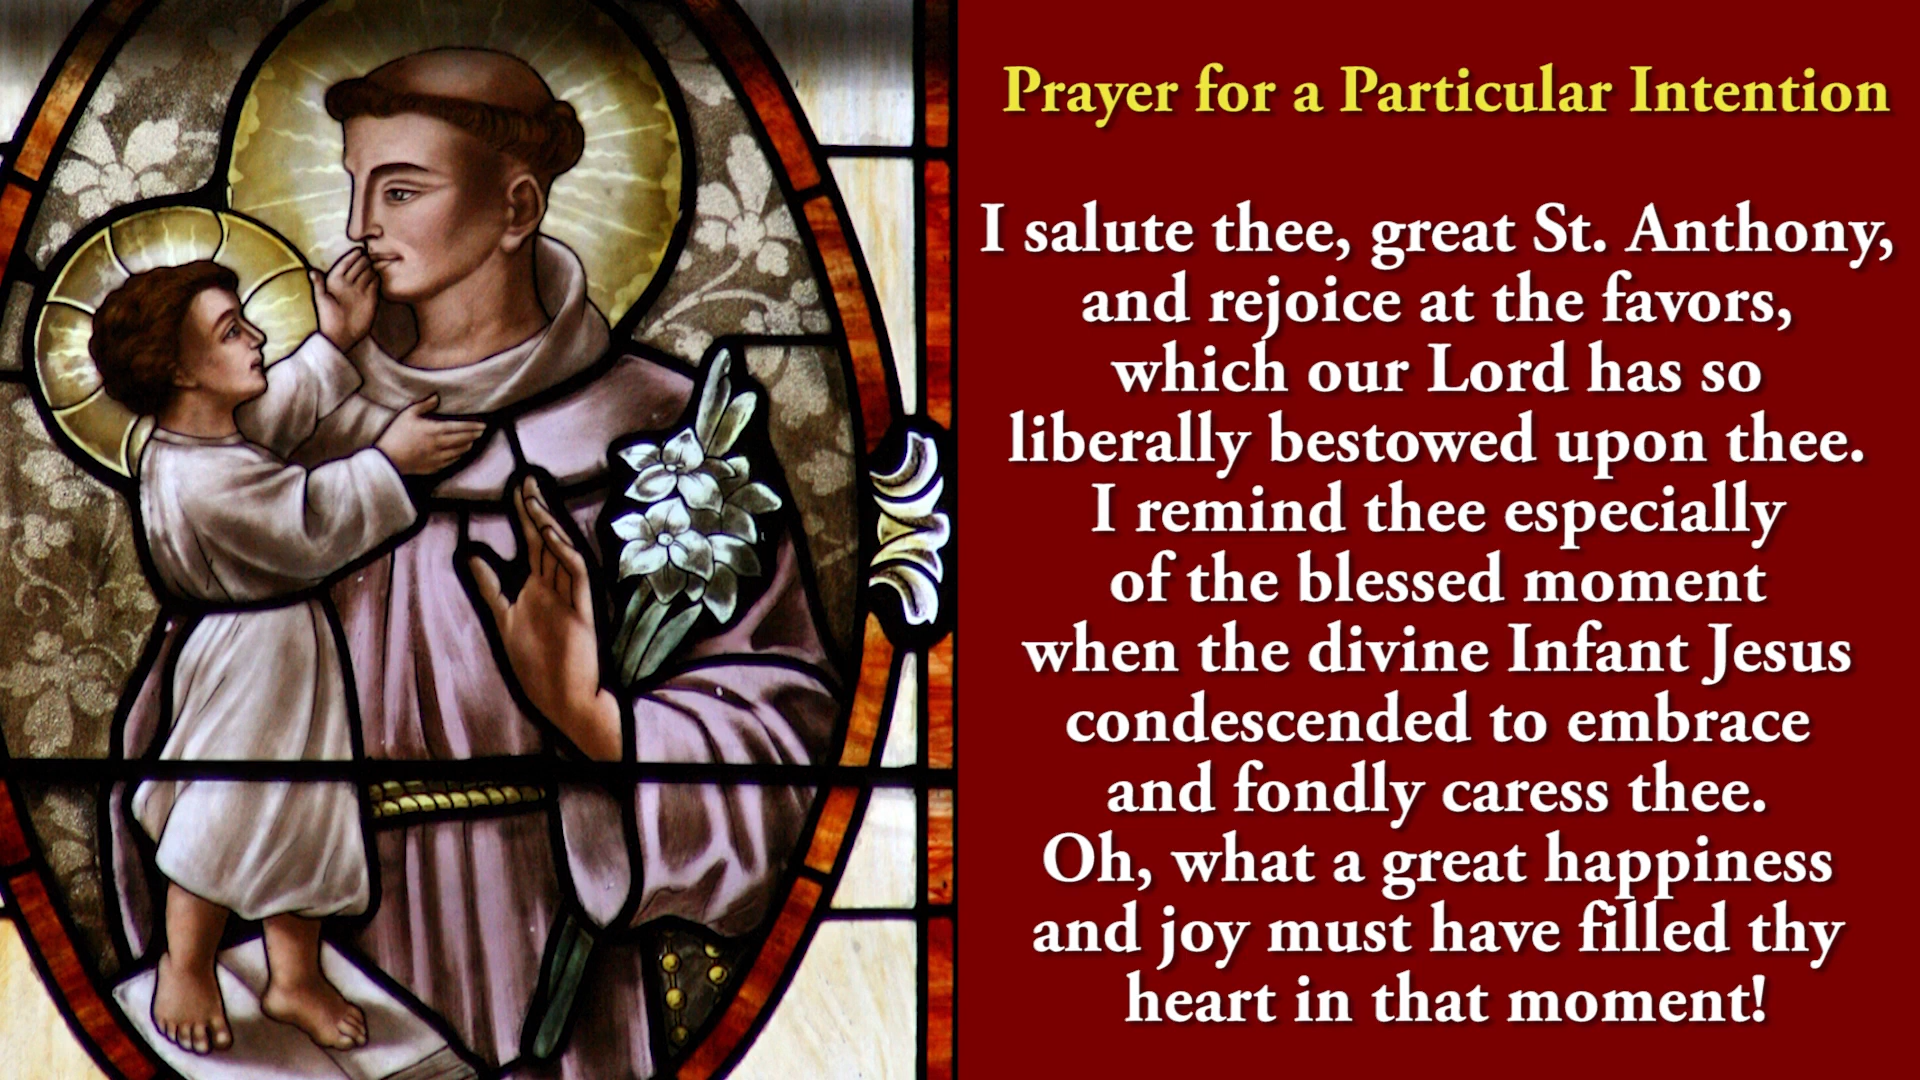 Prayer for a Particular Intention
I salute thee, great St. Anthony,
and rejoice at the favors,
which our Lord has so
liberally bestowed upon thee.
I remind thee especially
of the blessed moment
when the divine Infant Jesus
condescended to embrace
and fondly caress thee.
Oh, what a great happiness
and joy must have filled thy
heart in that moment!